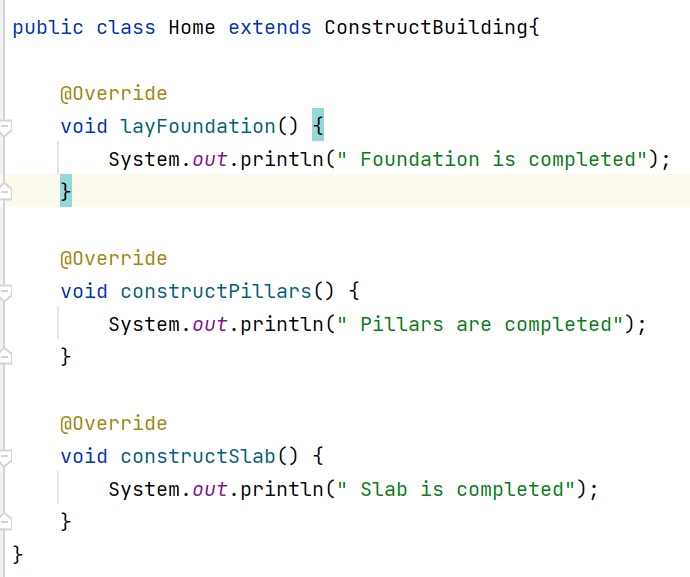 public class Home extends ConstructBuilding{
@Override
void layFoundation() {
System.out.println(" Foundation is completed");
}
@Override
void constructPillars() {
System.out.println(" Pillars are completed");
}
@Override
void constructSlab() {
System.out.println(" Slab is completed");
}
}